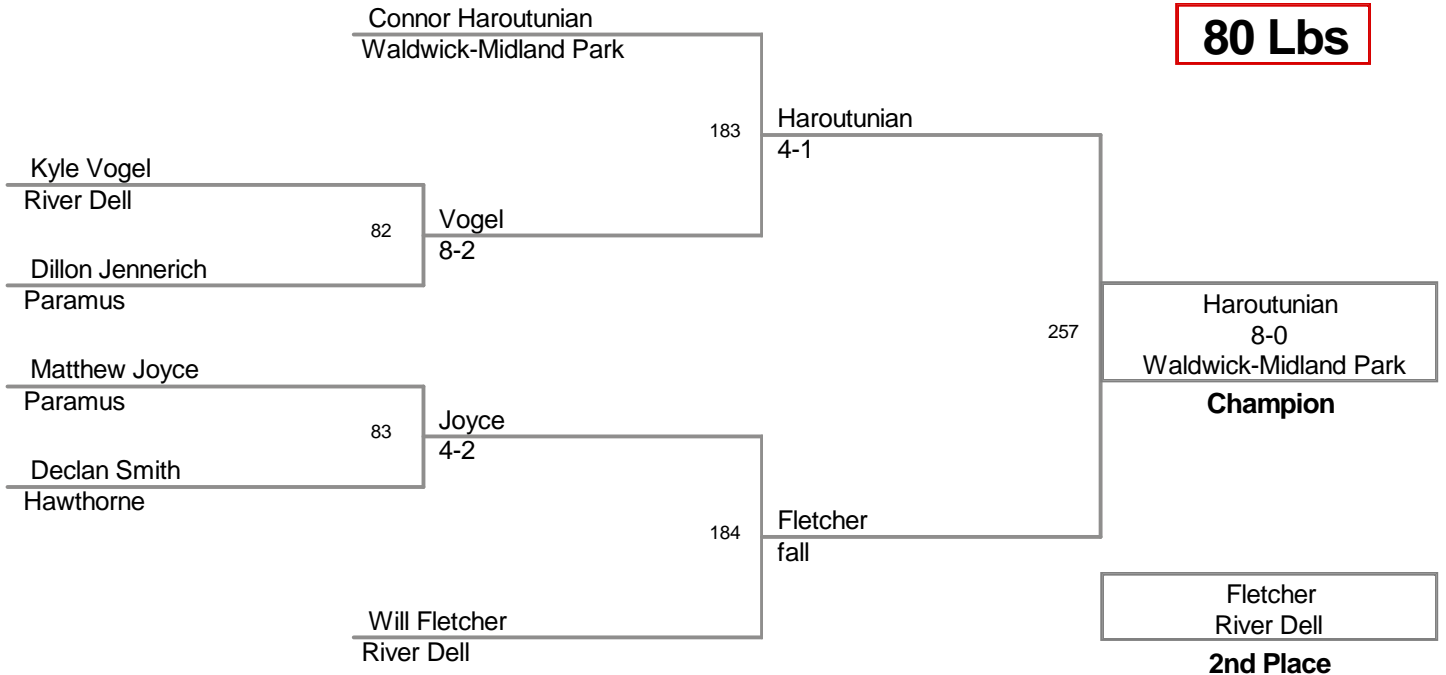 Connor Haroutunian
Waldwick-Midland Park
80 Lbs
183
Haroutunian
4-1
Kyle Vogel
River Dell
82
Vogel
8-2
Dillon Jennerich
Paramus
257
Haroutunian
8-0
Waldwick-Midland Park
Champion
Matthew Joyce
Paramus
83
Joyce
4-2
Declan Smith
Hawthorne
184
Fletcher
fall
Will Fletcher
River Dell
Fletcher
River Dell
2nd Place